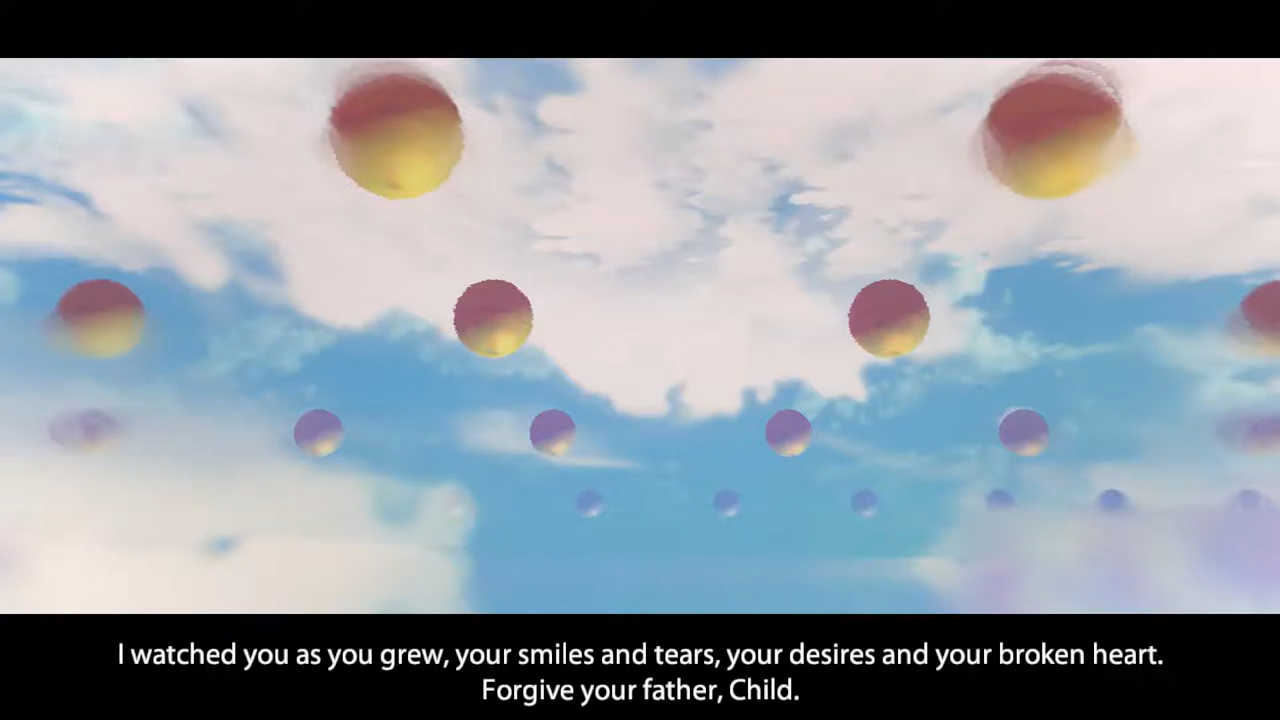 I watched you as you grew, your smiles and tears, your desires and your broken heart.
Forgive your father, Child.